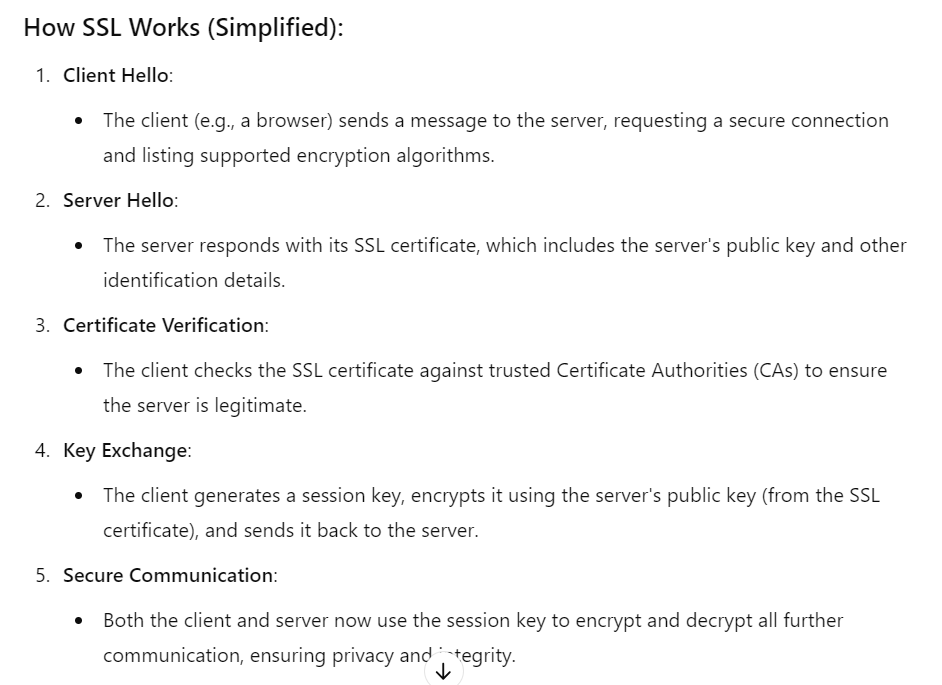 How SSL Works (Simplified):
1. Client Hello:
• The client (e.g., a browser) sends a message to the server, requesting a secure connection
and listing supported encryption algorithms.
2. Server Hello:
• The server responds with its SSL certificate, which includes the server's public key and other
identification details.
3. Certificate Verification:
• The client checks the SSL certificate against trusted Certificate Authorities (CAs) to ensure
the server is legitimate.
4. Key Exchange:
• The client generates a session key, encrypts it using the server's public key (from the SSL
certificate), and sends it back to the server.
5. Secure Communication:
• Both the client and server now use the session key to encrypt and decrypt all further
communication, ensuring privacy and integrity.